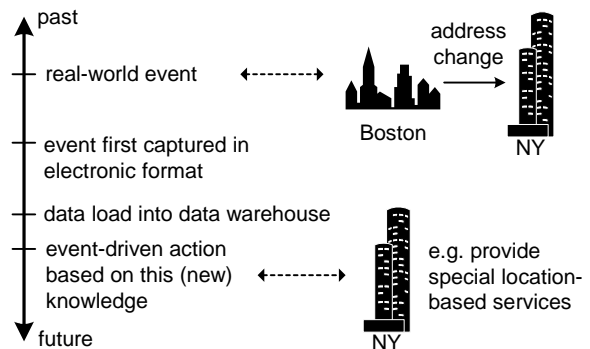 past
real-world event
address
change
Boston
NY
event first captured in
electronic format
data load into data warehouse
event-driven action
based on this (new)
knowledge
e.g. provide
special location-
based services
NY
future